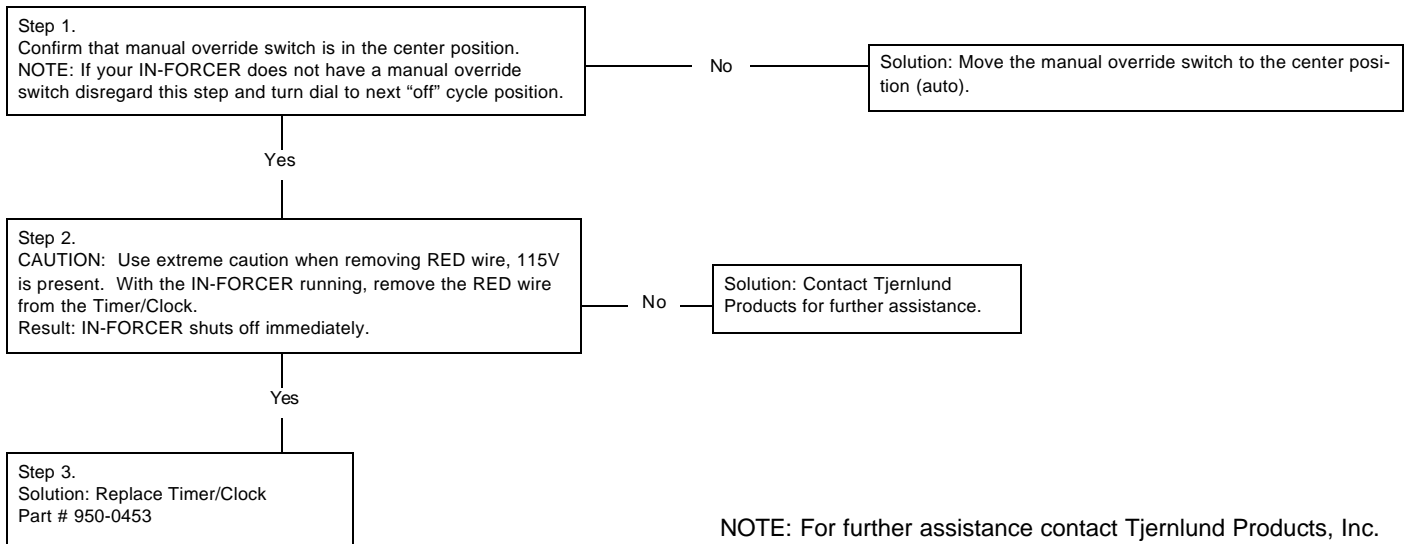 Step 1.
Confirm that manual override switch is in the center position.
NOTE: If your IN-FORCER does not have a manual override
switch disregard this step and turn dial to next “off” cycle position.
No
Solution: Move the manual override switch to the center posi-
tion (auto).
Yes
Step 2.
CAUTION: Use extreme caution when removing RED wire, 115V
is present. With the IN-FORCER running, remove the RED wire
from the Timer/Clock.
Result: IN-FORCER shuts off immediately.
No
Solution: Contact Tjernlund
Products for further assistance.
Yes
Step 3.
Solution: Replace Timer/Clock
Part # 950-0453
NOTE: For further assistance contact Tjernlund Products, Inc.